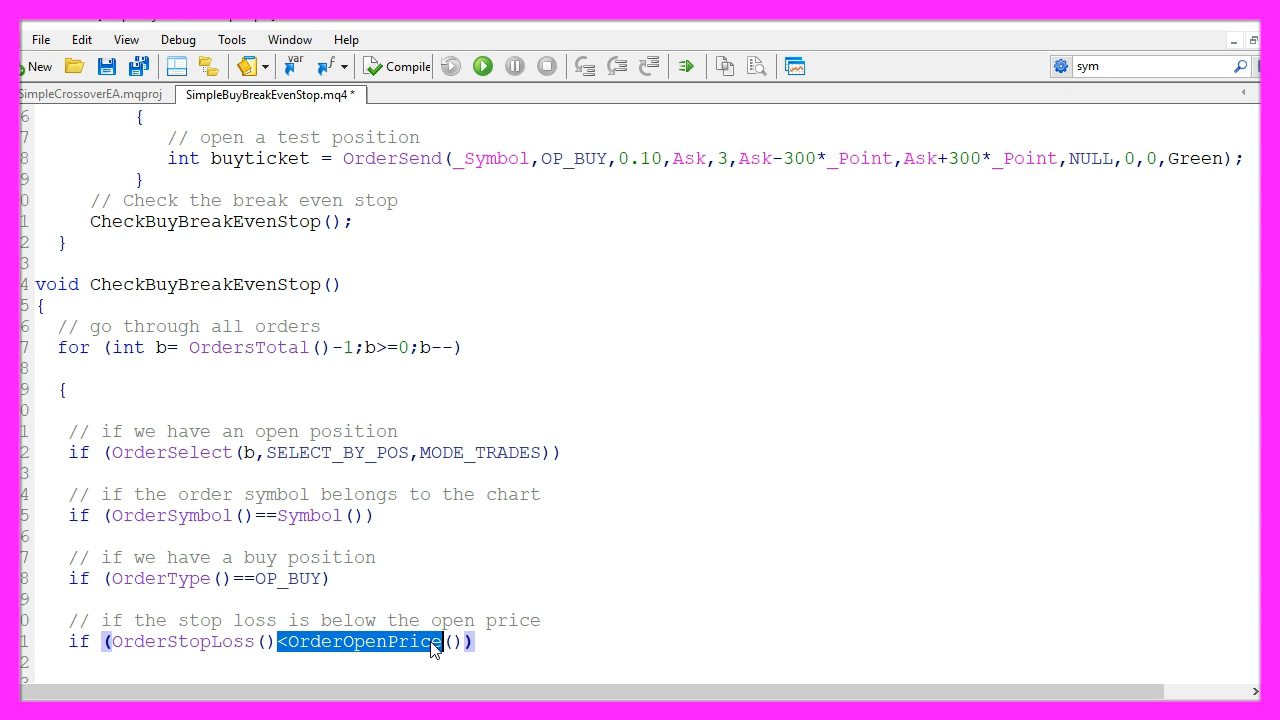 File Edit View Debug Tools Window Help
New var Compile sym
SimpleCrossoverEA.mqproj SimpleBuyBreakEvenStop.mq4 *
6 {
7 // open a test position
8 int buyticket = OrderSend(_Symbol,OP_BUY,0.10,Ask,3,Ask-300*_Point,Ask+300*_Point,NULL,0,0,Green);
9 }
0 // Check the break even stop
1 CheckBuyBreakEvenStop();
2 }
3
4 void CheckBuyBreakEvenStop()
5 {
6 // go through all orders
7 for (int b= OrdersTotal()-1;b>=0;b--)
8
9 {
0
1 // if we have an open position
2 if (OrderSelect(b,SELECT_BY_POS,MODE_TRADES))
3
4 // if the order symbol belongs to the chart
5 if (OrderSymbol()==Symbol())
6
7 // if we have a buy position
8 if (OrderType()==OP_BUY)
9
0 // if the stop loss is below the open price
1 if (OrderStopLoss()<OrderOpenPrice())
2